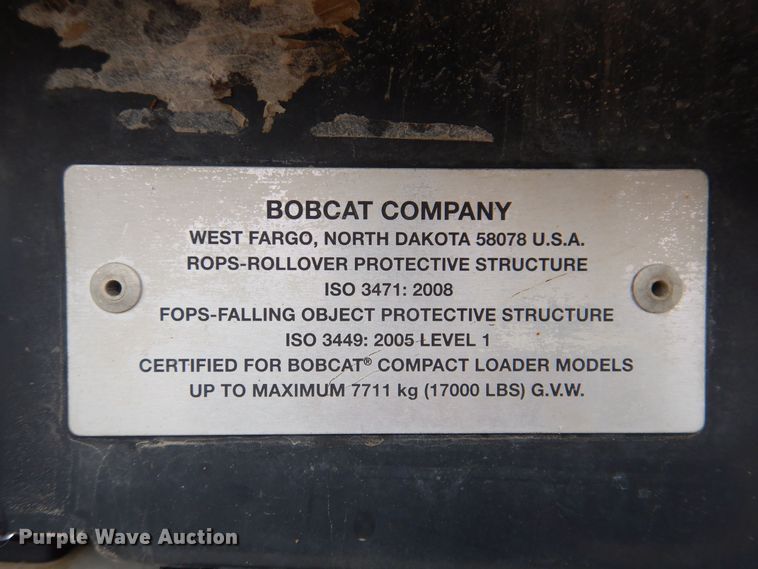 BOBCAT COMPANY
WEST FARGO, NORTH DAKOTA 58078 U.S.A.
ROPS-ROLLOVER PROTECTIVE STRUCTURE
ISO 3471: 2008
FOPS-FALLING OBJECT PROTECTIVE STRUCTURE
ISO 3449: 2005 LEVEL 1
CERTIFIED FOR BOBCAT® COMPACT LOADER MODELS
UP TO MAXIMUM 7711 kg (17000 LBS) G.V.W.
Purple Wave Auction